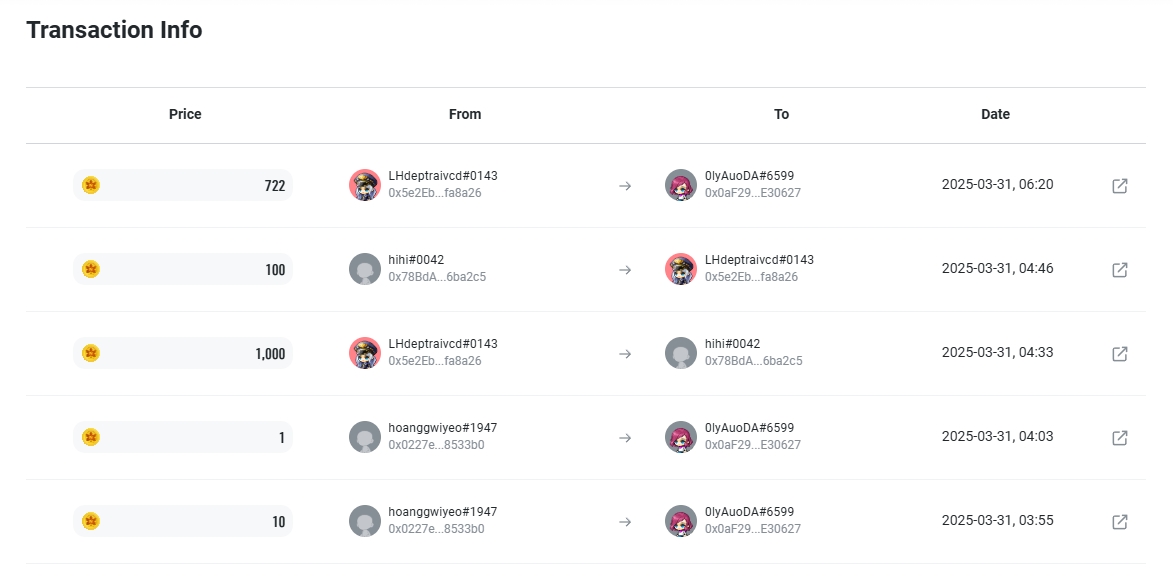 Transaction Info
Price From To Date
722 LHdeptraivcd#0143 0x5e2Eb...fa8a26 → 0lyAuoDA#6599 0x0aF29...E30627 2025-03-31, 06:20
100 hihi#0042 0x78BdA...6ba2c5 → LHdeptraivcd#0143 0x5e2Eb...fa8a26 2025-03-31, 04:46
1,000 LHdeptraivcd#0143 0x5e2Eb...fa8a26 → hihi#0042 0x78BdA...6ba2c5 2025-03-31, 04:33
1 hoanggwiyeo#1947 0x0227e...8533b0 → 0lyAuoDA#6599 0x0aF29...E30627 2025-03-31, 04:03
10 hoanggwiyeo#1947 0x0227e...8533b0 → 0lyAuoDA#6599 0x0aF29...E30627 2025-03-31, 03:55